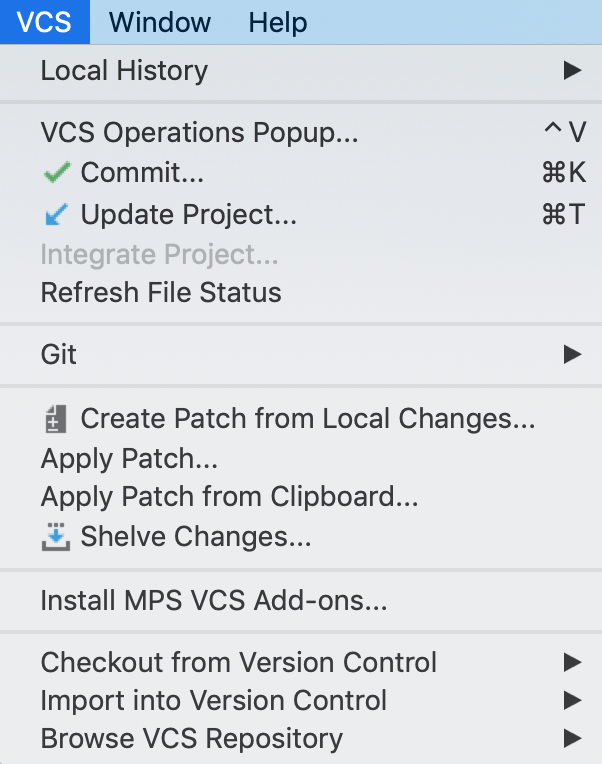 VCS Window Help
Local History
VCS Operations Popup... ^V
Commit... ⌘K
Update Project... ⌘T
Integrate Project...
Refresh File Status
Git
Create Patch from Local Changes...
Apply Patch...
Apply Patch from Clipboard...
Shelve Changes...
Install MPS VCS Add-ons...
Checkout from Version Control
Import into Version Control
Browse VCS Repository